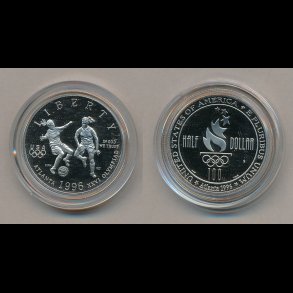 LIBERTY
IN GOD
WE TRUST
USA
ATLANTA 1996 XXVI OLYMPIAD
UNITED STATES OF AMERICA · E PLURIBUS UNUM
HALF DOLLAR
100
Atlanta 1996